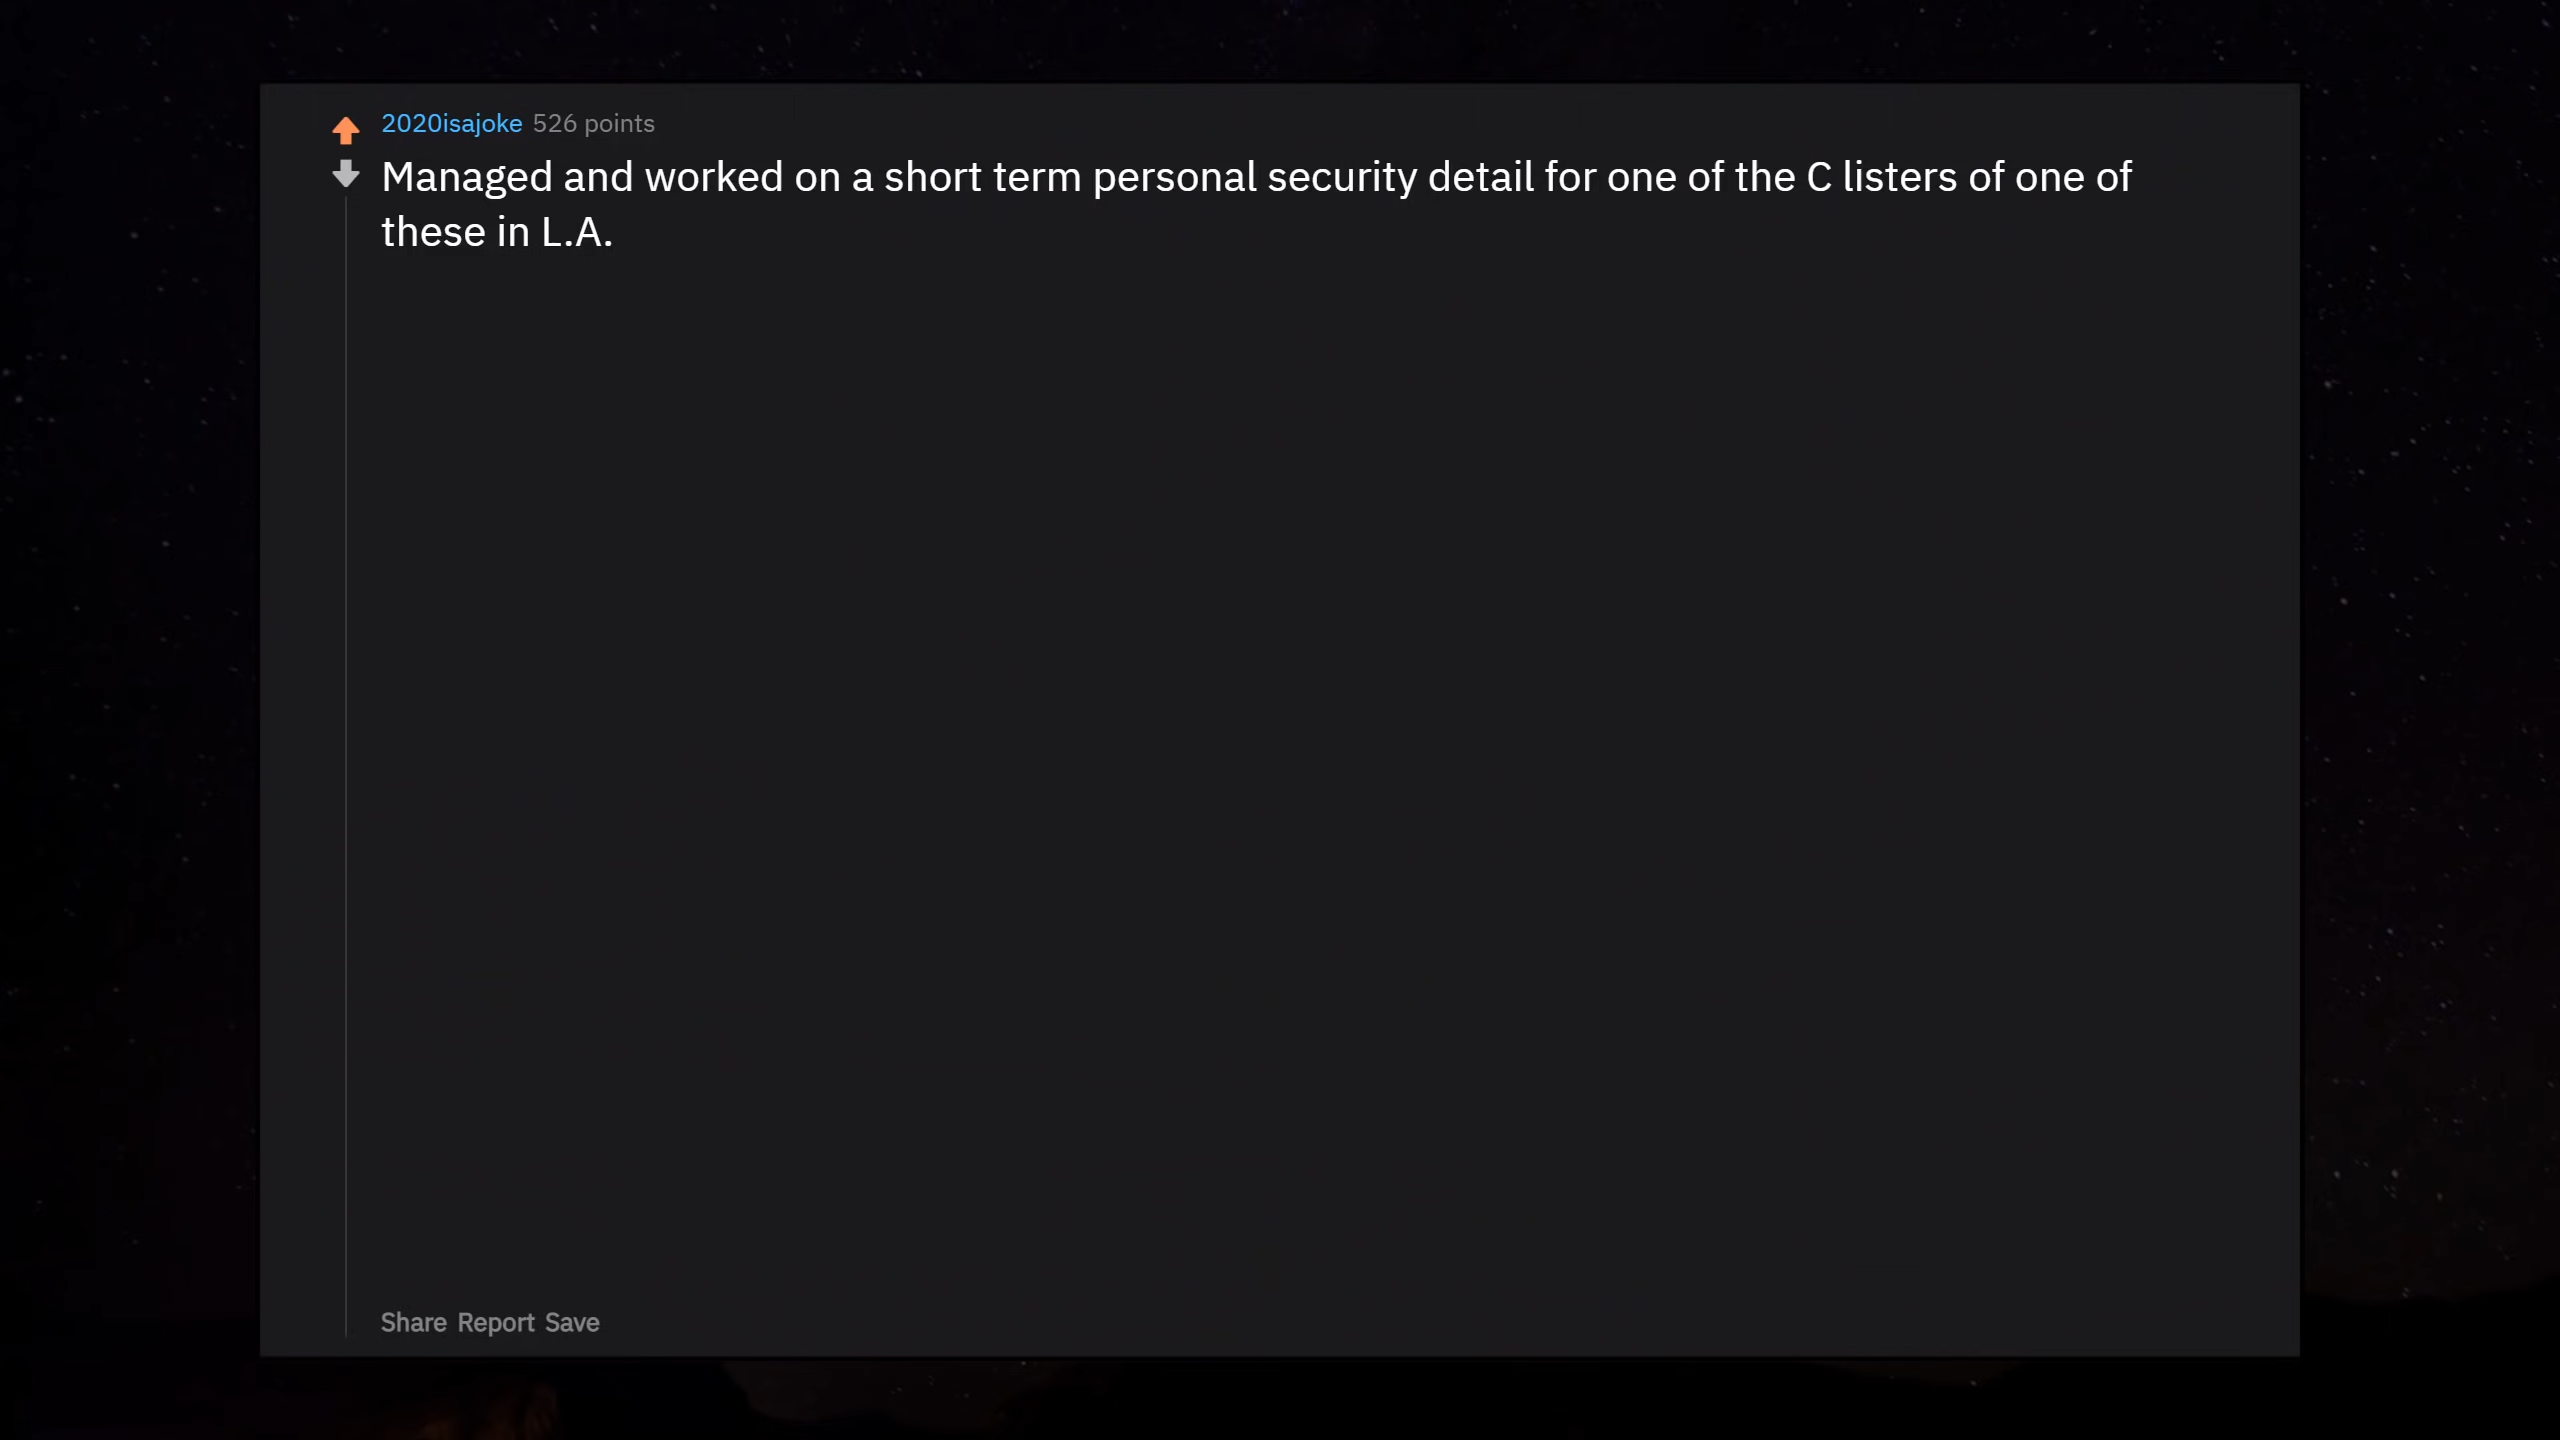 2020isajoke 526 points
Managed and worked on a short term personal security detail for one of the C listers of one of
these in L.A.
Share Report Save